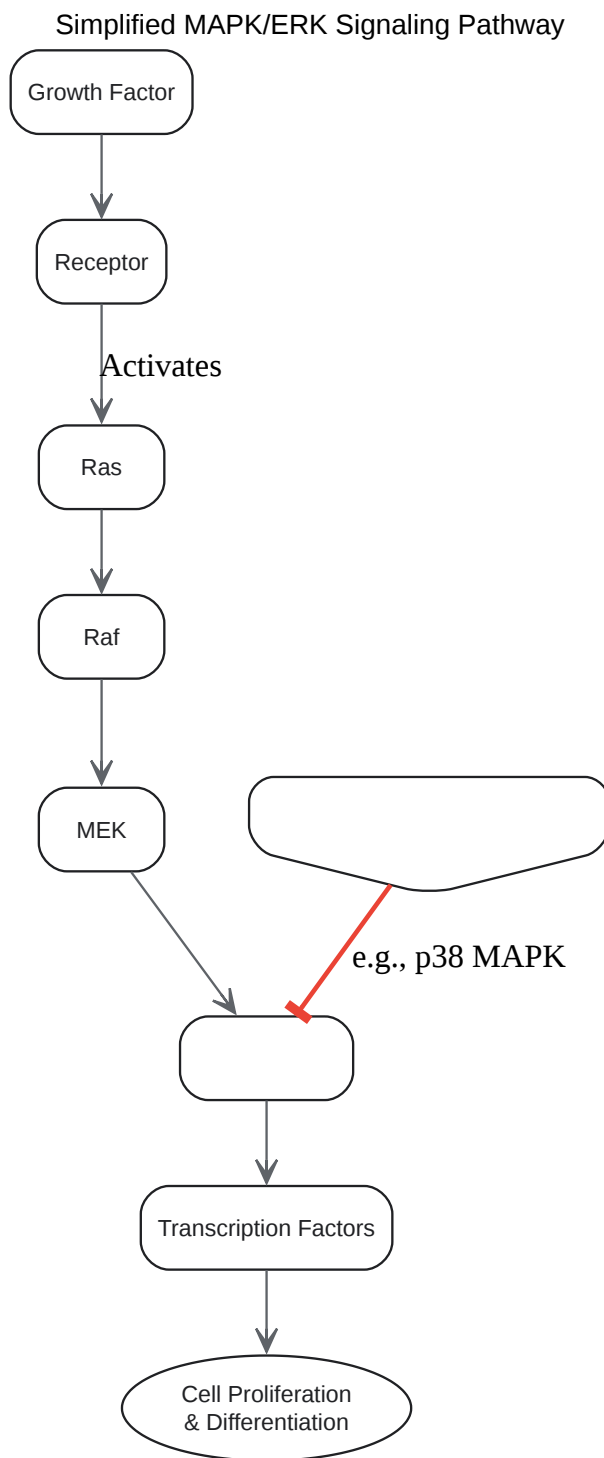 Simplified MAPK/ERK Signaling Pathway
Growth Factor
Receptor
Activates
Ras
Raf
MEK
e.g., p38 MAPK
Transcription Factors
Cell Proliferation
& Differentiation